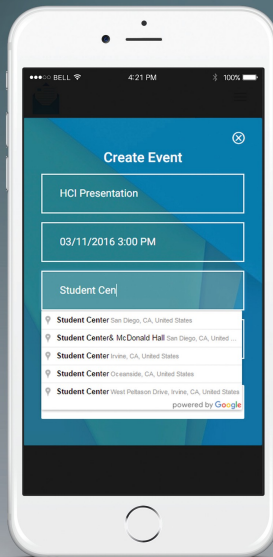 BELL 4:21 PM 100%
Create Event
HCI Presentation
03/11/2016 3:00 PM
Student Cen
Student Center San Diego, CA, United States
Student Center& McDonald Hall San Diego, CA, United ...
Student Center Irvine, CA, United States
Student Center Oceanside, CA, United States
Student Center West Peltason Drive, Irvine, CA, United States
powered by Google